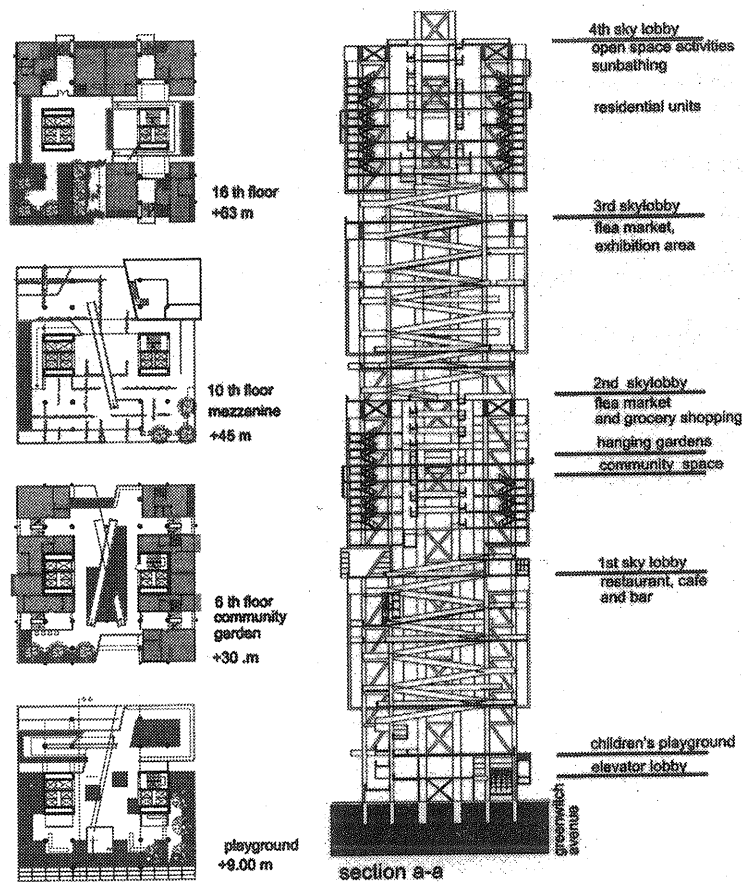 16 th floor
+63 m
10 th floor
mezzanine
+45 m
6 th floor
community
garden
+30 .m
playground
+9.00 m
4th sky lobby
open space activities
sunbathing
residential units
3rd skylobby
flea market,
exhibition area
2nd skylobby
flea market
and grocery shopping
hanging gardens
community space
1st sky lobby
restaurant, cafe
and bar
children's playground
elevator lobby
greenwitch
avenue
section a-a